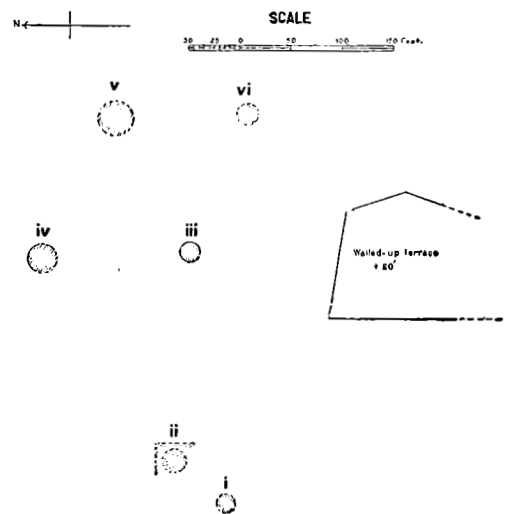 SCALE
N
50 25 0 50 100 150 Feet.
v
vi
iv
iii
Walled-up terrace
+ 20'
ii
i